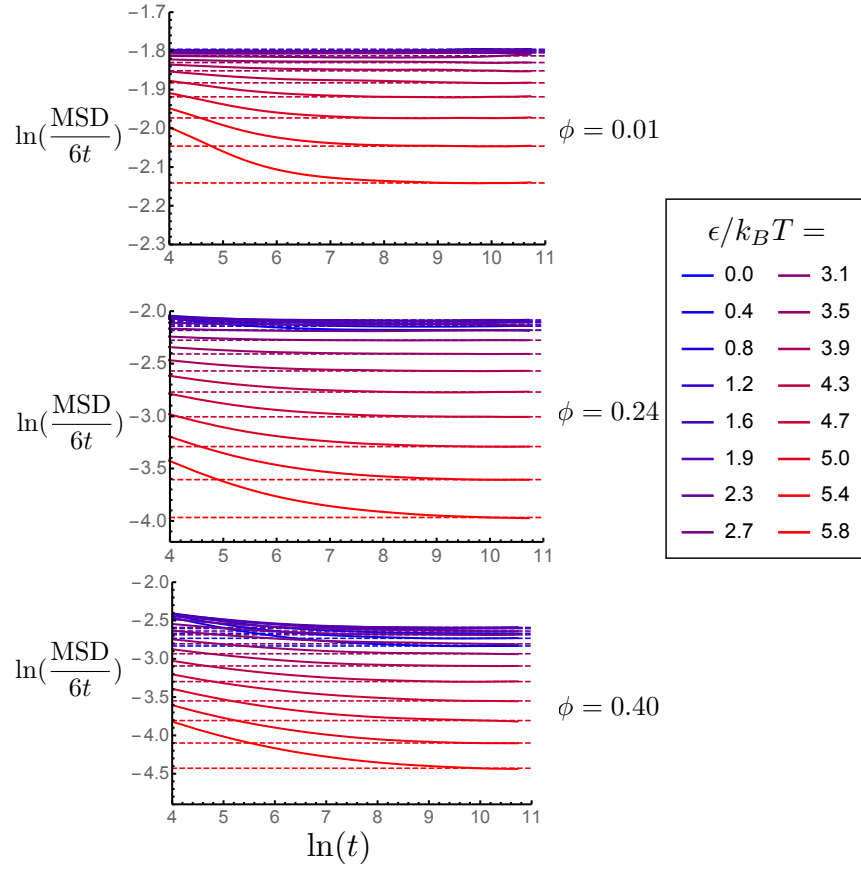 −1.7
−1.8
−1.9
−2.0
−2.1
−2.2
−2.3
ln(MSD/6t)
4 5 6 7 8 9 10 11
ϕ = 0.01
−2.0
−2.5
−3.0
−3.5
−4.0
ln(MSD/6t)
4 5 6 7 8 9 10 11
ϕ = 0.24
−2.0
−2.5
−3.0
−3.5
−4.0
−4.5
ln(MSD/6t)
4 5 6 7 8 9 10 11
ln(t)
ϕ = 0.40
ϵ/k_BT =
0.0 3.1
0.4 3.5
0.8 3.9
1.2 4.3
1.6 4.7
1.9 5.0
2.3 5.4
2.7 5.8